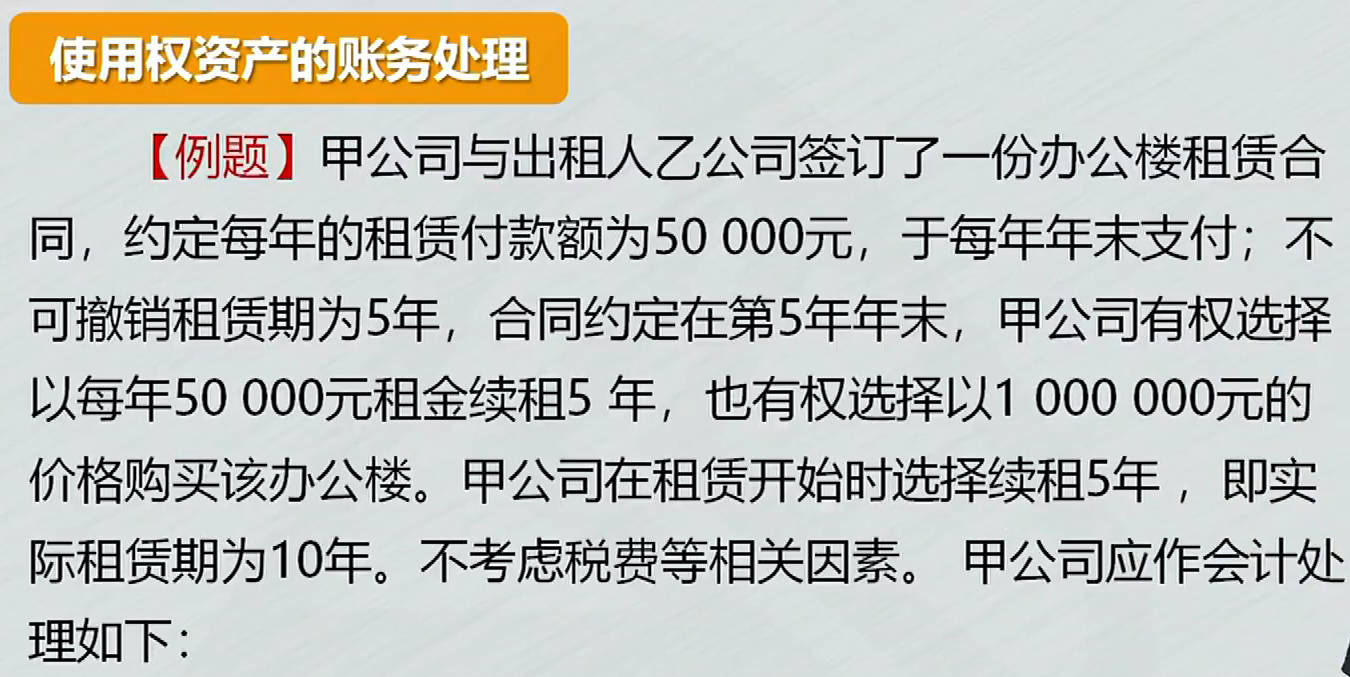 使用权资产的账务处理
【例题】甲公司与出租人乙公司签订了一份办公楼租赁合
同，约定每年的租赁付款额为50 000元，于每年年末支付；不
可撤销租赁期为5年，合同约定在第5年年末，甲公司有权选择
以每年50 000元租金续租5 年，也有权选择以1 000 000元的
价格购买该办公楼。甲公司在租赁开始时选择续租5年 ，即实
际租赁期为10年。不考虑税费等相关因素。 甲公司应作会计处
理如下：